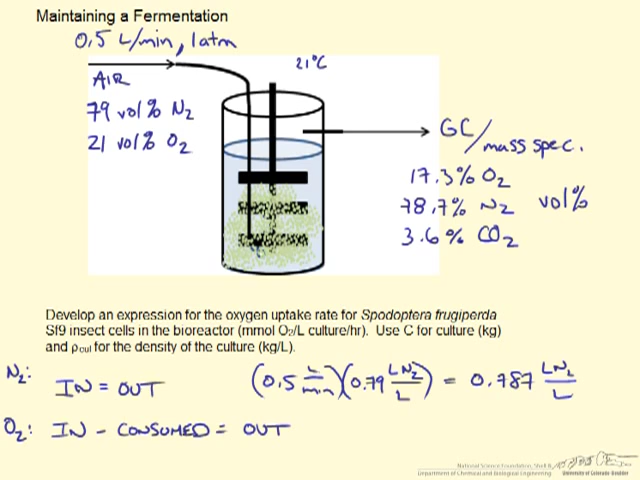 Maintaining a Fermentation
0.5 L/min, 1atm
21°C
AIR
79 vol% N₂
21 vol% O₂
GC/mass spec.
17.3% O₂
78.7% N₂ vol%
3.6% CO₂
Develop an expression for the oxygen uptake rate for Spodoptera frugiperda
Sf9 insect cells in the bioreactor (mmol O₂/L culture/hr). Use C for culture (kg)
and ρcul for the density of the culture (kg/L).
N₂: IN = OUT (0.5 L/min)(0.79 LN₂/L) = 0.787 LN₂/L
O₂: IN - CONSUMED = OUT
National Science Foundation, Shell &
Department of Chemical and Biological Engineering University of Colorado Boulder